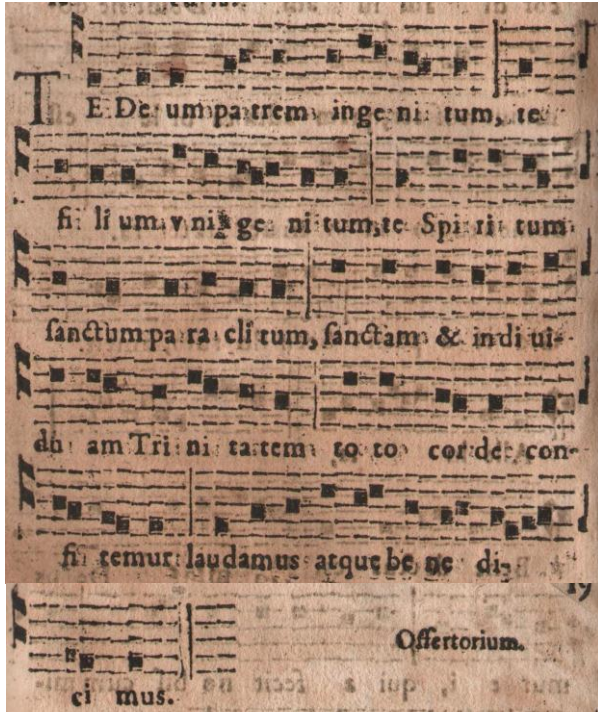 TE De um pa trem inge ni tum, te
fi li um v ni ge ni tum, te Spi ri tum
sanctum pa ra cli tum, sanctam & in di ui-
du am Tri ni ta tem to to cor de con-
fi temur laudamus atque be ne di-
19
Offertorium.
ci mus.